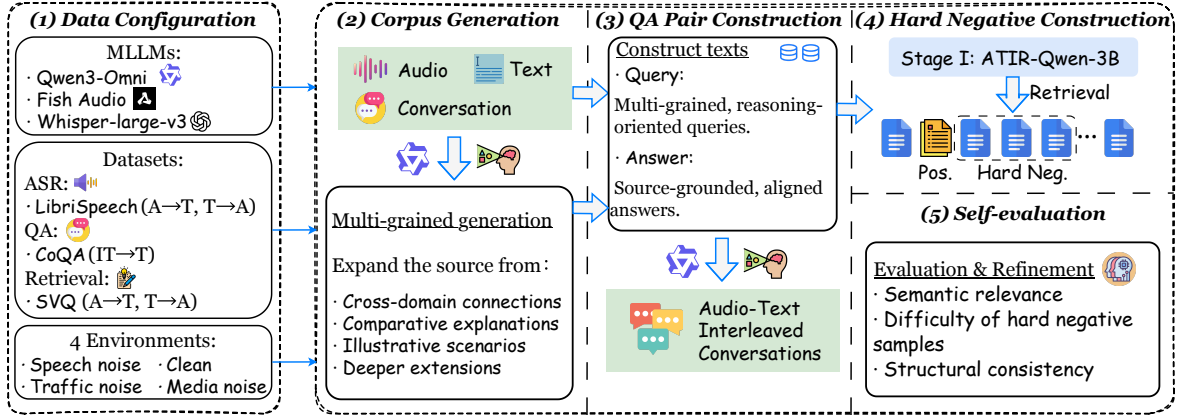 (1) Data Configuration
MLLMs:
· Qwen3-Omni
· Fish Audio
· Whisper-large-v3
Datasets:
ASR:
· LibriSpeech (A→T, T→A)
QA:
· CoQA (IT→T)
Retrieval:
· SVQ (A→T, T→A)
4 Environments:
· Speech noise · Clean
· Traffic noise · Media noise
(2) Corpus Generation
Audio
Text
Conversation
Multi-grained generation
Expand the source from:
· Cross-domain connections
· Comparative explanations
· Illustrative scenarios
· Deeper extensions
(3) QA Pair Construction
Construct texts
· Query:
Multi-grained, reasoning-
oriented queries.
· Answer:
Source-grounded, aligned
answers.
Audio-Text
Interleaved
Conversations
(4) Hard Negative Construction
Stage I: ATIR-Qwen-3B
Retrieval
...
Pos. Hard Neg.
(5) Self-evaluation
Evaluation & Refinement
· Semantic relevance
· Difficulty of hard negative
samples
· Structural consistency